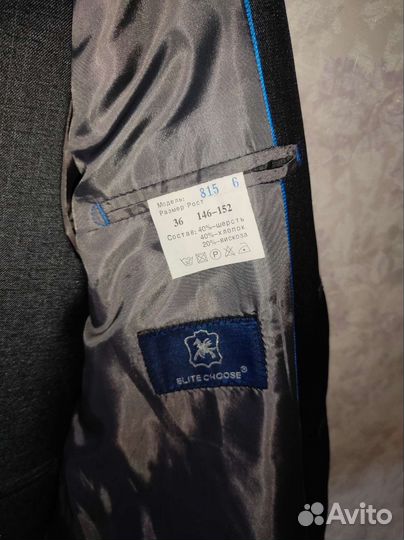 Модель: 815 6
Размер Рост
36 146-152
Состав: 40%-шерсть
40%-хлопок
20%-вискоза
P
ELITE CHOOSE®
Avito